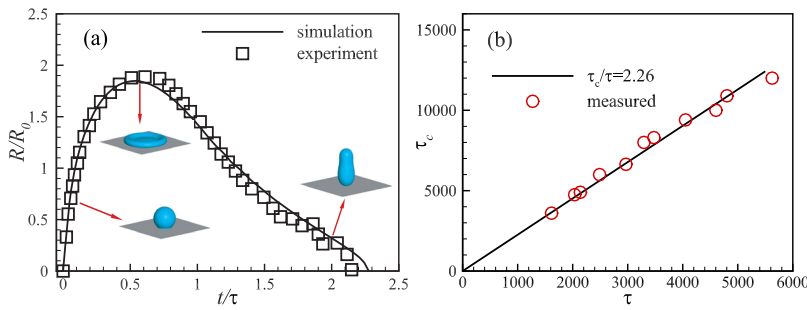 (a)
simulation
experiment
R/R0
2.5
2
1.5
1
0.5
0
0 0.5 1 1.5 2 2.5
t/τ
(b)
τc/τ=2.26
measured
τc
15000
10000
5000
0
0 1000 2000 3000 4000 5000 6000
τ